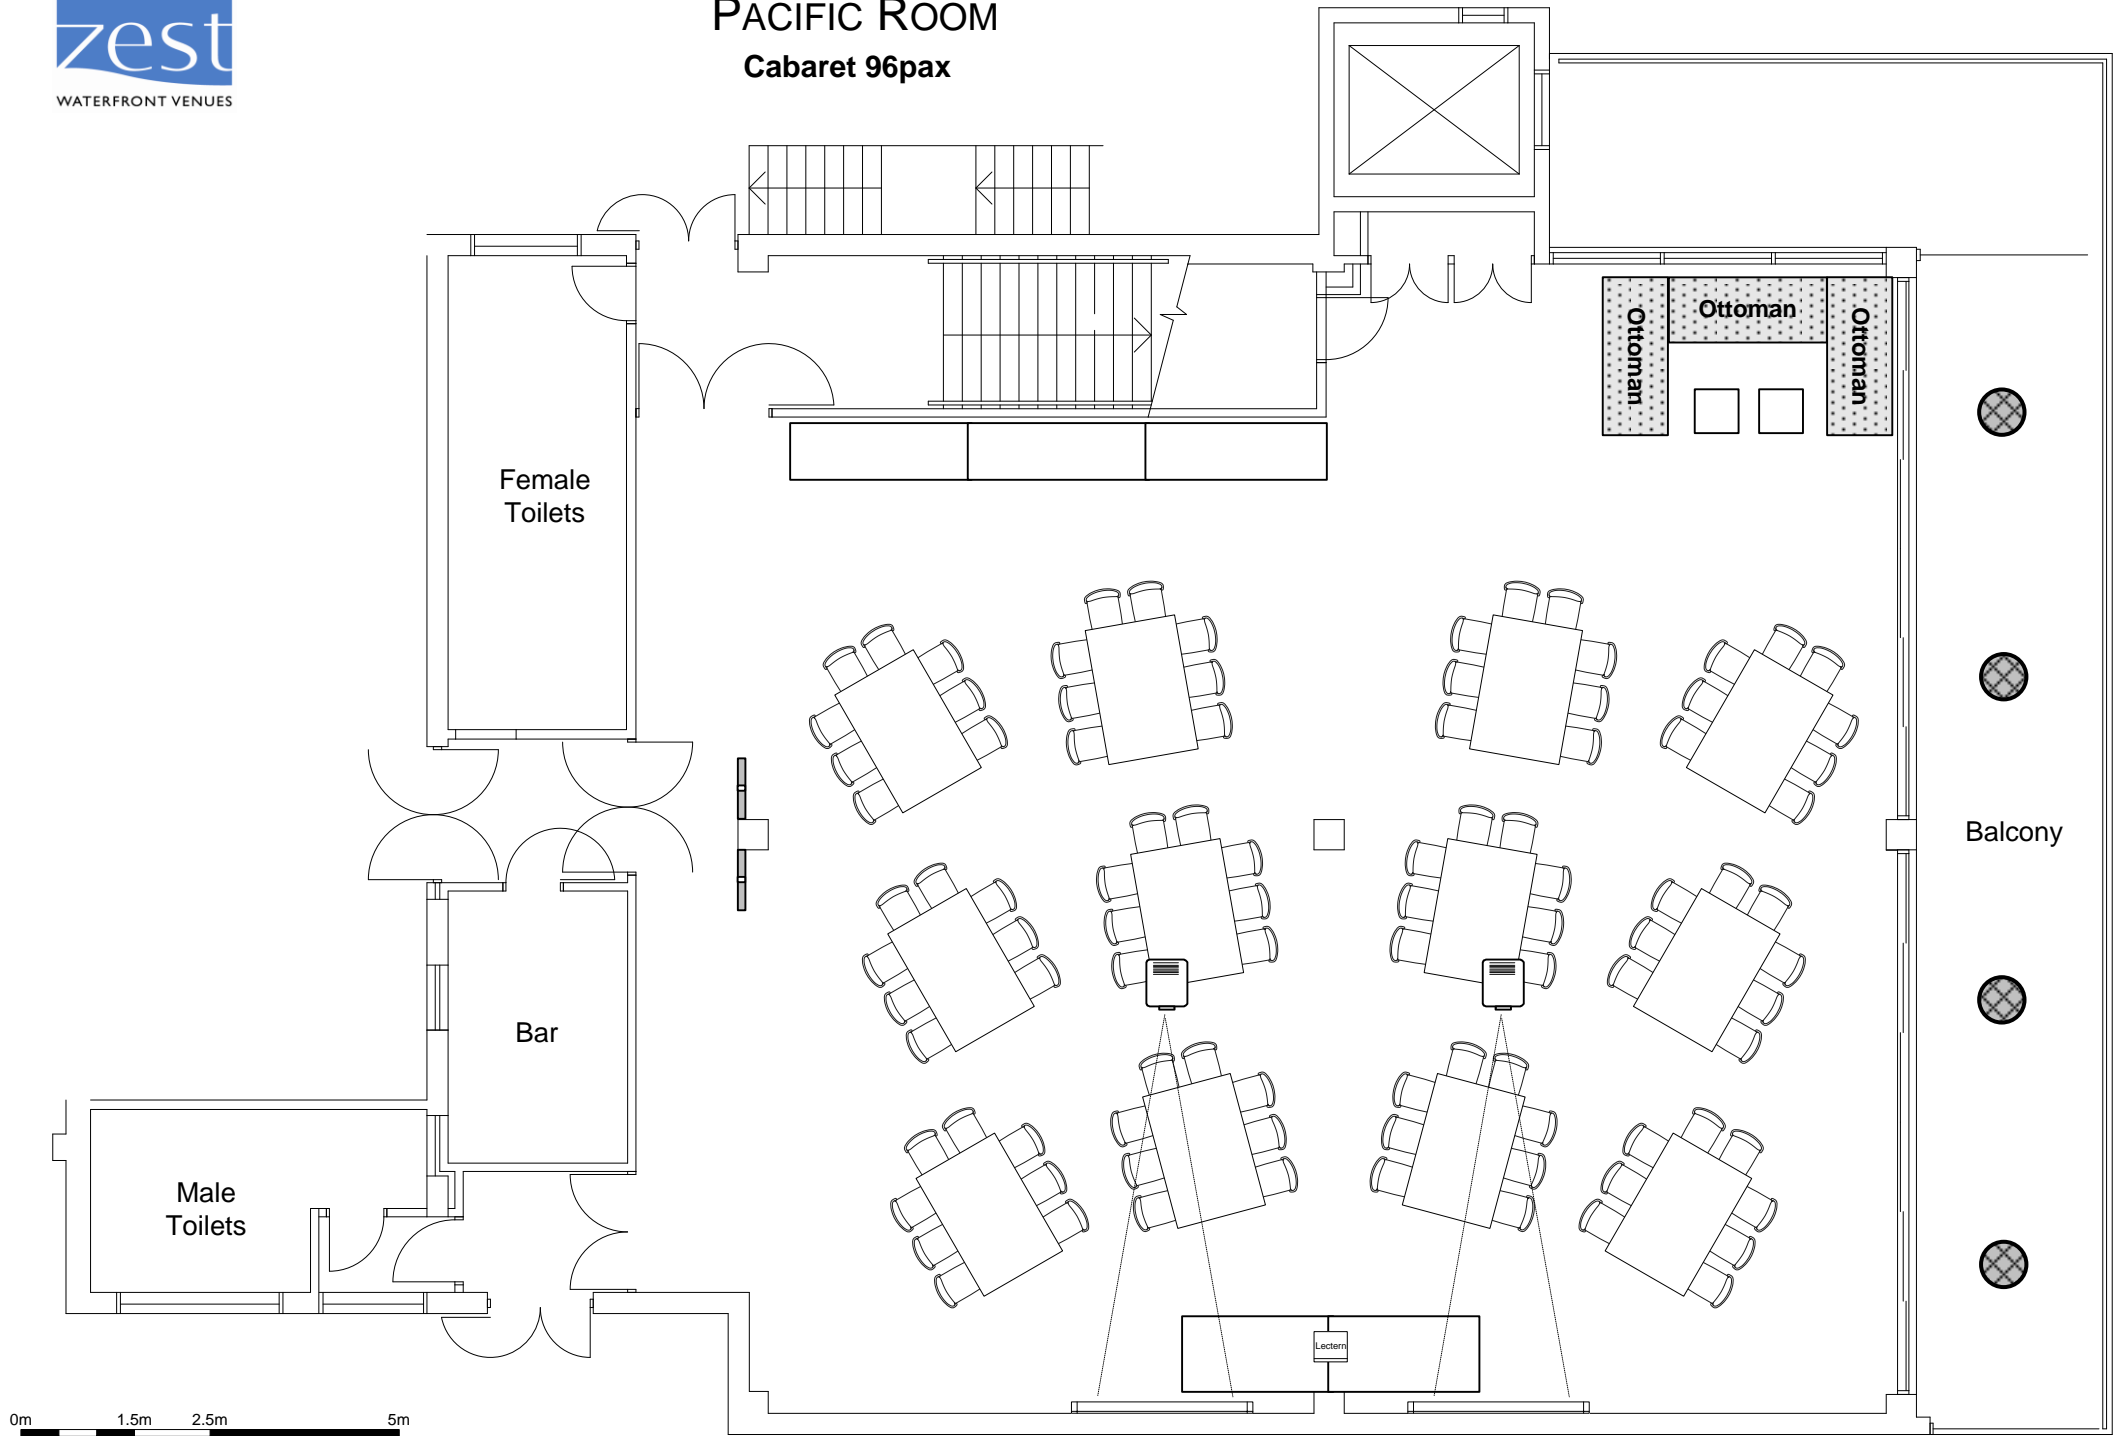 zest
WATERFRONT VENUES
PACIFIC ROOM
Cabaret 96pax
Ottoman
Ottoman
Ottoman
Female
Toilets
Balcony
Bar
Male
Toilets
Lectern
0m 1.5m 2.5m 5m